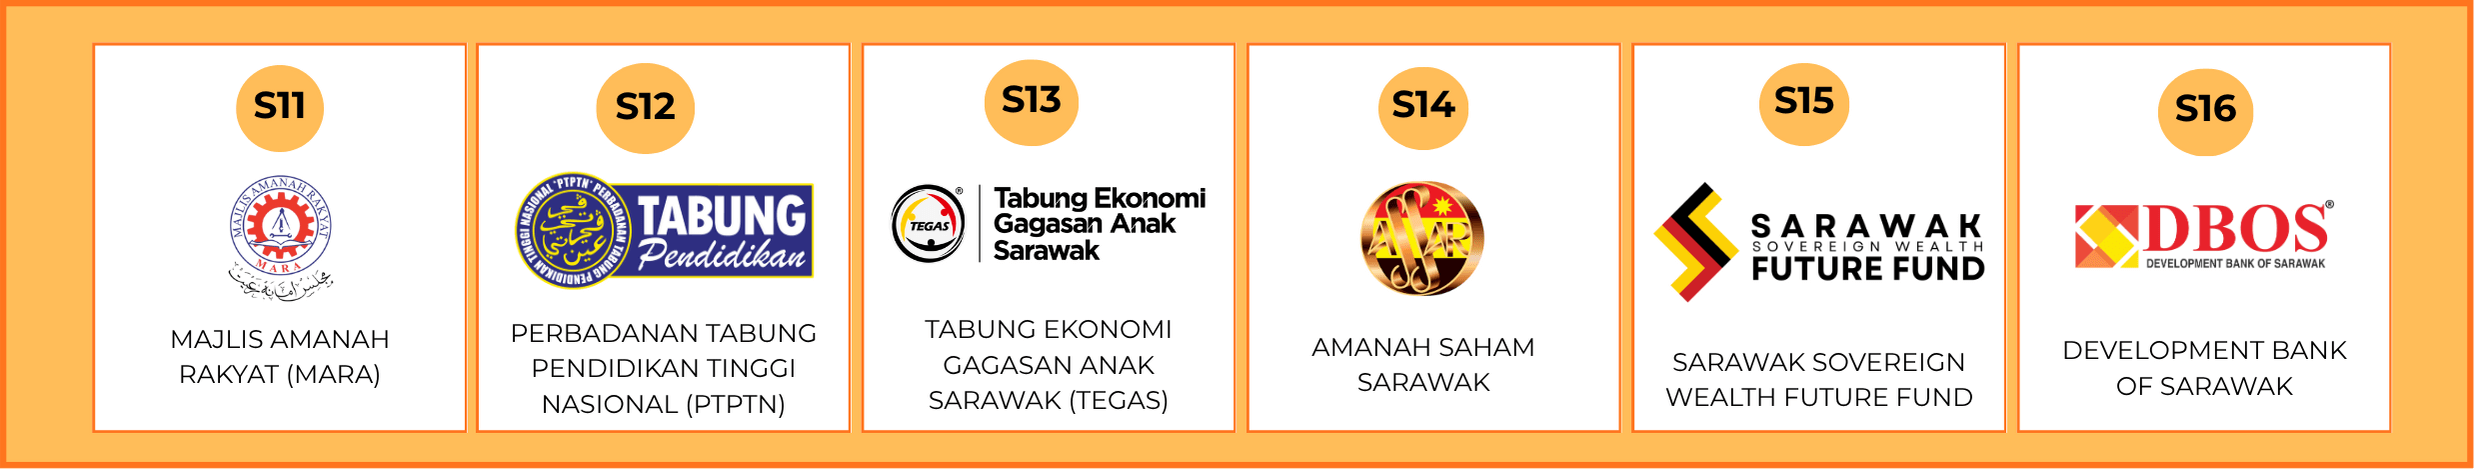 S11
MAJLIS AMANAH RAKYAT
MARA
مجلس امانه رعيت
MAJLIS AMANAH
RAKYAT (MARA)
S12
PERBADANAN TABUNG PENDIDIKAN TINGGI NASIONAL *PTPTN*
TABUNG
Pendidikan
PERBADANAN TABUNG
PENDIDIKAN TINGGI
NASIONAL (PTPTN)
S13
TEGAS
®
Tabung Ekonomi
Gagasan Anak
Sarawak
TABUNG EKONOMI
GAGASAN ANAK
SARAWAK (TEGAS)
S14
ASSAR
AMANAH SAHAM
SARAWAK
S15
SARAWAK
SOVEREIGN WEALTH
FUTURE FUND
SARAWAK SOVEREIGN
WEALTH FUTURE FUND
S16
DBOS®
DEVELOPMENT BANK OF SARAWAK
DEVELOPMENT BANK
OF SARAWAK